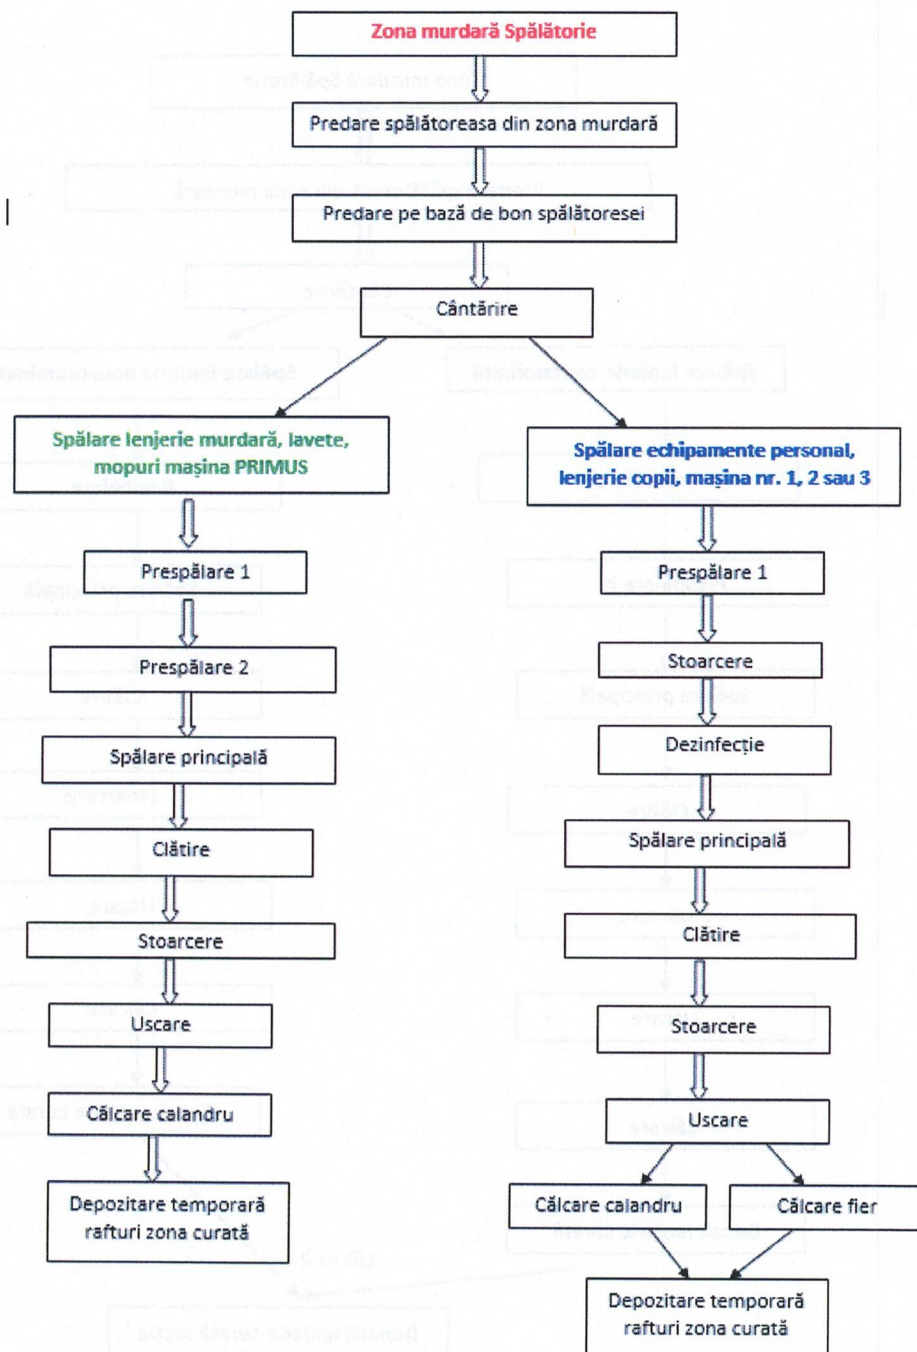 Zona murdară Spălătorie
Predare spălătoreasa din zona murdară
Predare pe bază de bon spălătoresei
Cântărire
Spălare lenjerie murdară, lavete,
mopuri mașina PRIMUS
Prespălare 1
Prespălare 2
Spălare principală
Clătire
Stoarcere
Uscare
Călcare calandru
Depozitare temporară
rafturi zona curată
Spălare echipamente personal,
lenjerie copii, mașina nr. 1, 2 sau 3
Prespălare 1
Stoarcere
Dezinfecție
Spălare principală
Clătire
Stoarcere
Uscare
Călcare calandru
Călcare fier
Depozitare temporară
rafturi zona curată